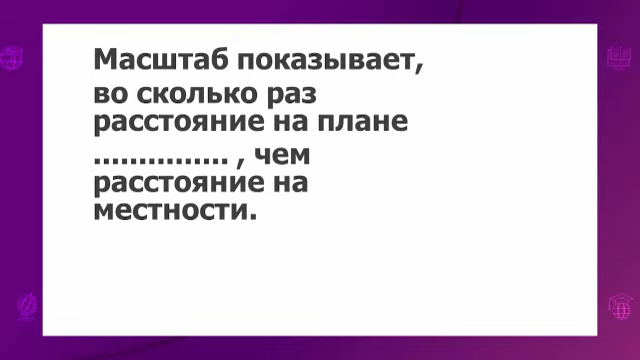 Масштаб показывает,
во сколько раз
расстояние на плане
............... , чем
расстояние на
местности.